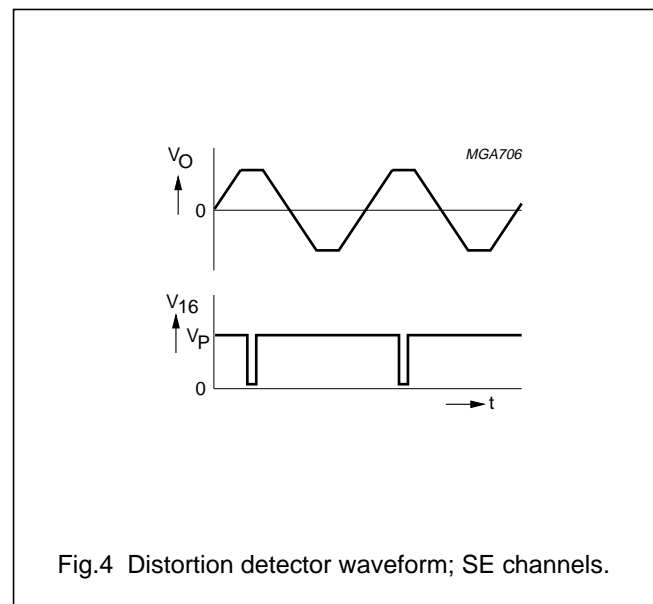 MGA706
VO
0
V16
VP
0
t
Fig.4 Distortion detector waveform; SE channels.